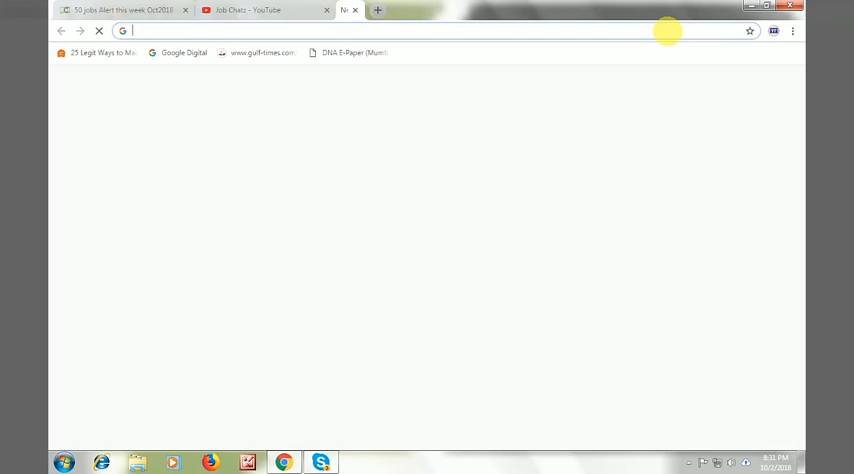 50 jobs Alert this week Oct2018
Job Chatz - YouTube
Ne
25 Legit Ways to Ma
Google Digital
www.gulf-times.com
DNA E-Paper (Mumb
8:31 PM
10/2/2018